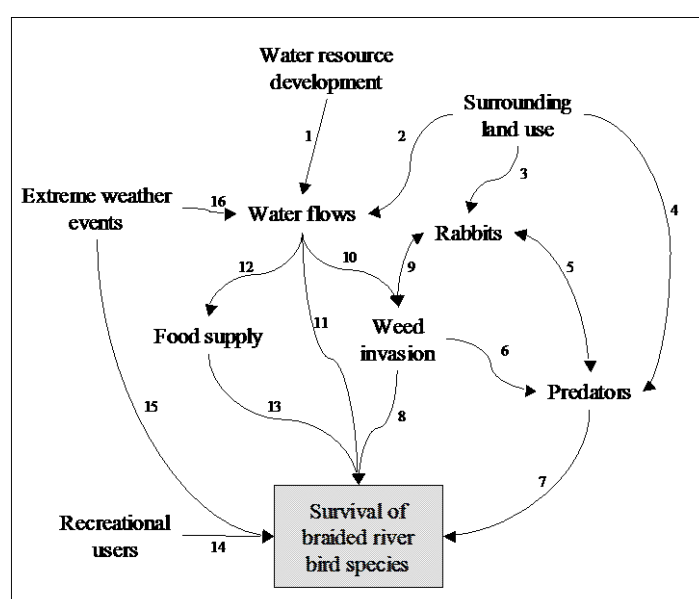 Water resource
development
Surrounding
land use
1
2
3
Extreme weather
events
16
Water flows
4
Rabbits
12
10
9
5
11
Food supply
Weed
invasion
6
Predators
15
13
8
7
Recreational
users
14
Survival of
braided river
bird species